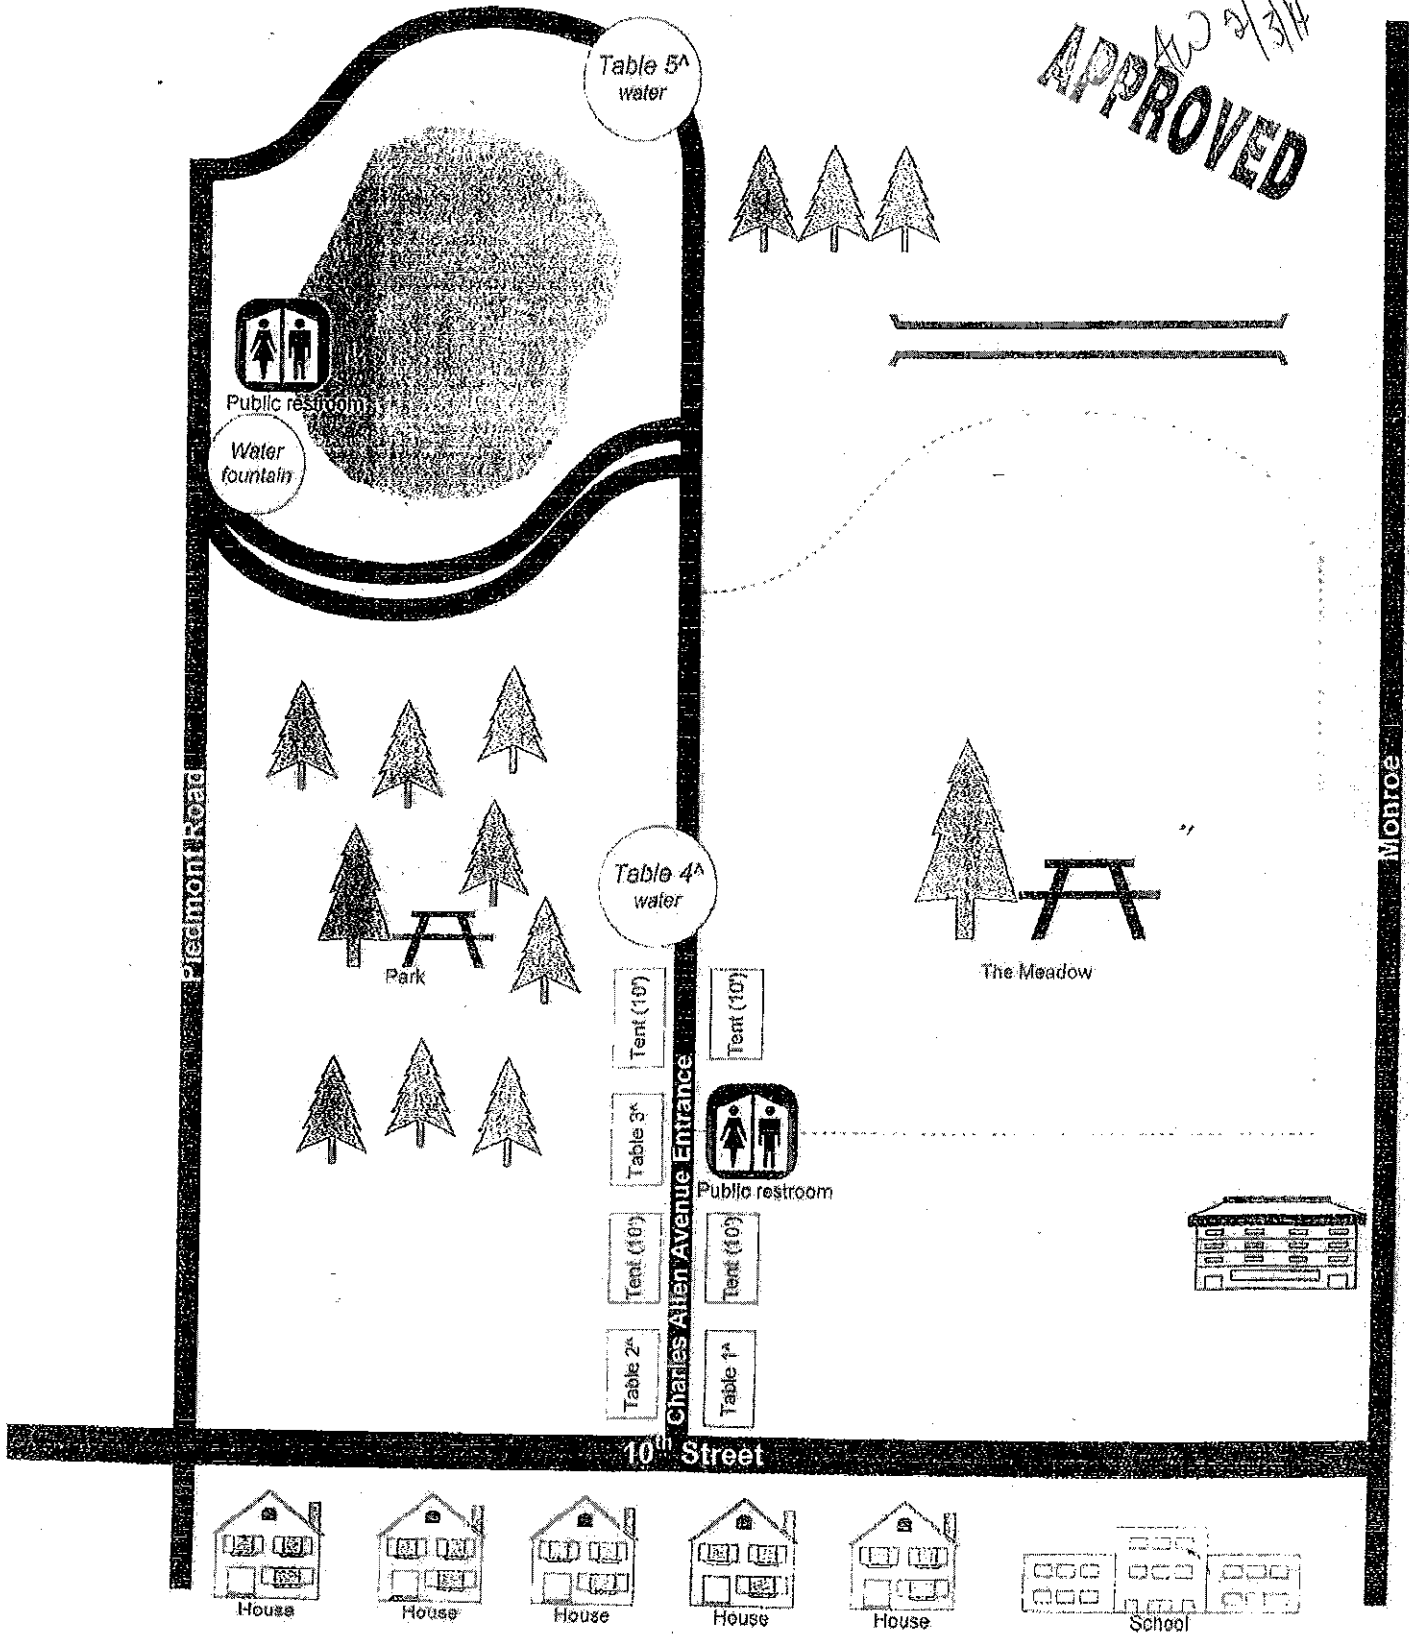 Table 5^
water
APPROVED
Public restroom
Water
fountain
Piedmont Road
Monroe
Table 4^
water
Park
The Meadow
Tent (10')
Tent (10')
Charles Allen Avenue Entrance
Table 3^
Public restroom
Tent (10')
Tent (10')
Table 2^
Table 1^
10th Street
House
House
House
House
House
School